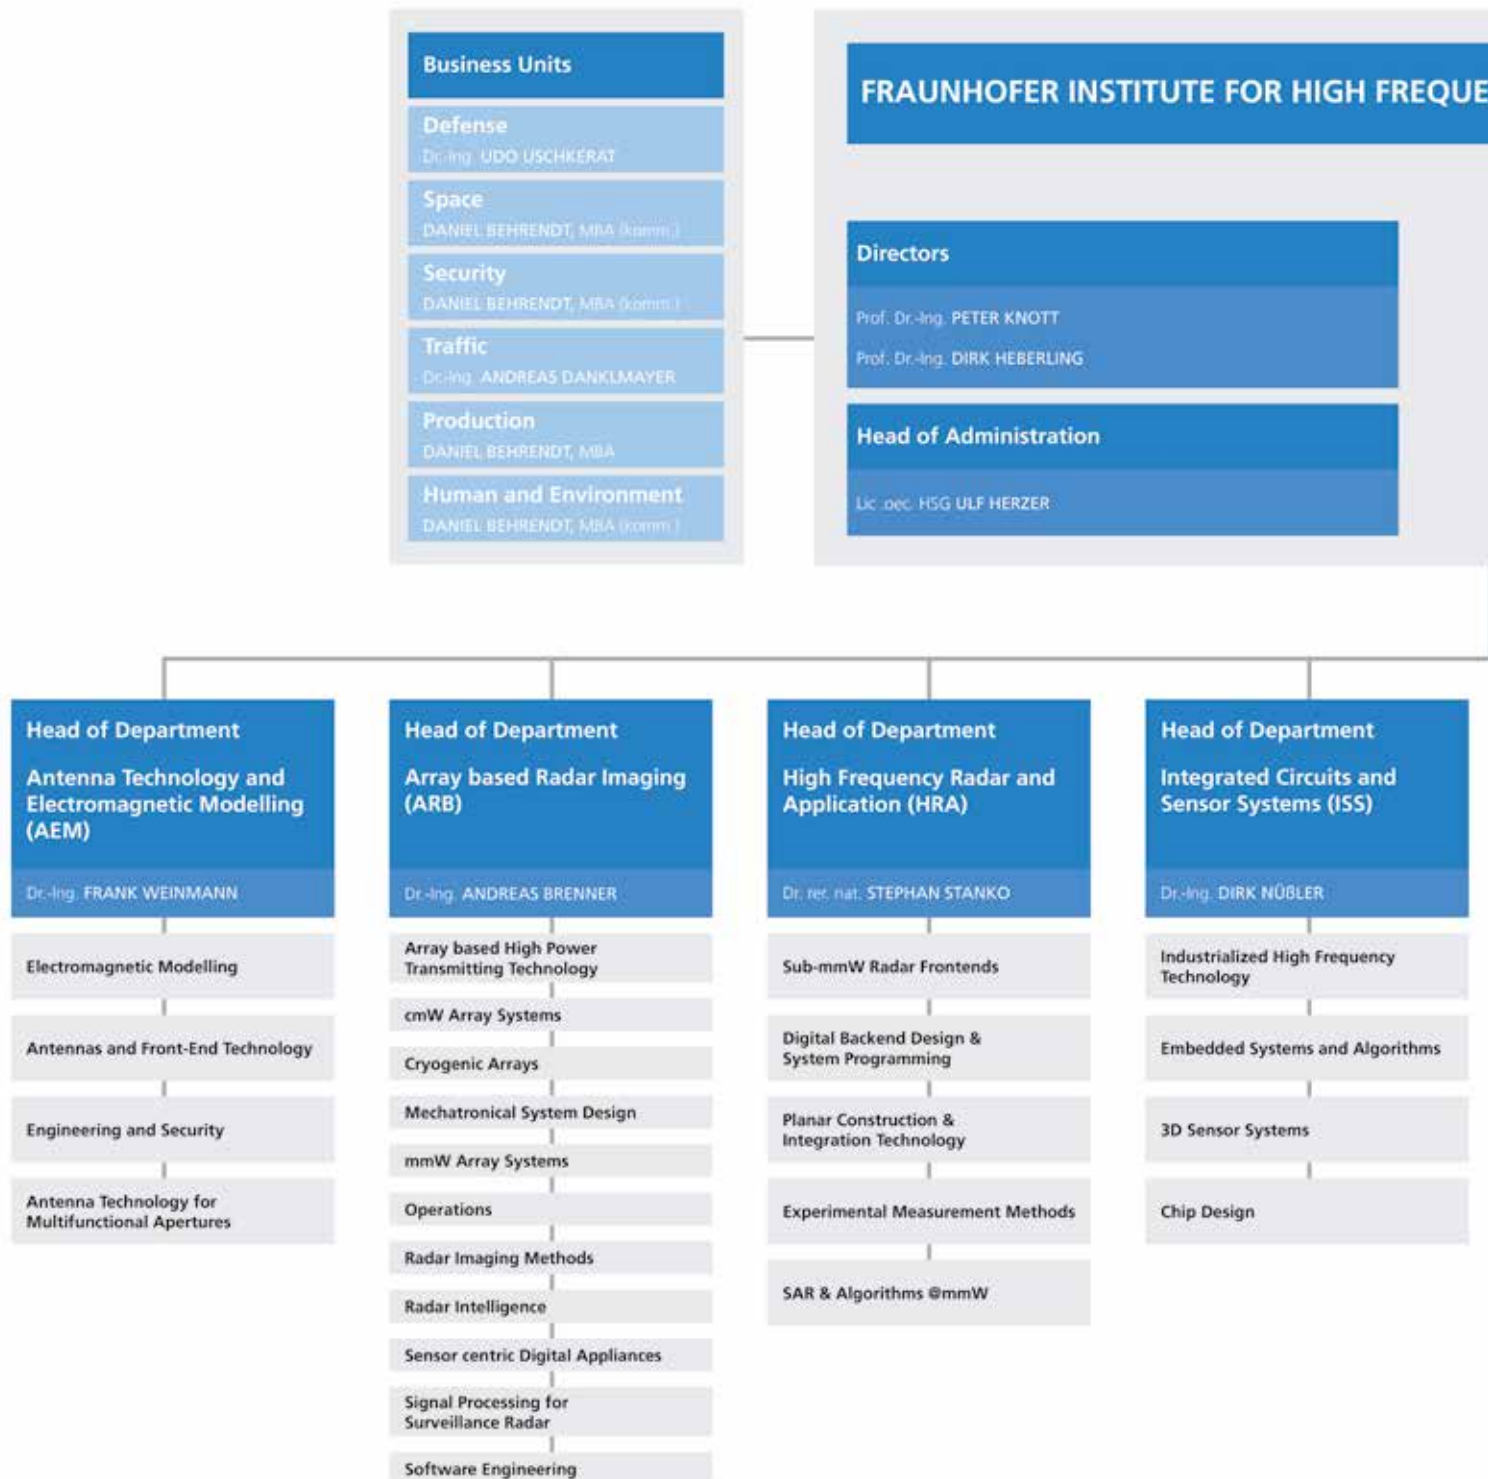 Business Units
Defense
Dr.-Ing. UDO USCHKERAT
Space
DANIEL BEHRENDT, MBA (komm.)
Security
DANIEL BEHRENDT, MBA (komm.)
Traffic
Dr.-Ing. ANDREAS DANKLMAYER
Production
DANIEL BEHRENDT, MBA
Human and Environment
DANIEL BEHRENDT, MBA (komm.)
FRAUNHOFER INSTITUTE FOR HIGH FREQUE
Directors
Prof. Dr.-Ing. PETER KNOTT
Prof. Dr.-Ing. DIRK HEBERLING
Head of Administration
Lic .oec. HSG ULF HERZER
Head of Department
Antenna Technology and
Electromagnetic Modelling
(AEM)
Dr.-Ing. FRANK WEINMANN
Electromagnetic Modelling
Antennas and Front-End Technology
Engineering and Security
Antenna Technology for
Multifunctional Apertures
Head of Department
Array based Radar Imaging
(ARB)
Dr.-Ing. ANDREAS BRENNER
Array based High Power
Transmitting Technology
cmW Array Systems
Cryogenic Arrays
Mechatronical System Design
mmW Array Systems
Operations
Radar Imaging Methods
Radar Intelligence
Sensor centric Digital Appliances
Signal Processing for
Surveillance Radar
Software Engineering
Head of Department
High Frequency Radar and
Application (HRA)
Dr. rer. nat. STEPHAN STANKO
Sub-mmW Radar Frontends
Digital Backend Design &
System Programming
Planar Construction &
Integration Technology
Experimental Measurement Methods
SAR & Algorithms @mmW
Head of Department
Integrated Circuits and
Sensor Systems (ISS)
Dr.-Ing. DIRK NÜßLER
Industrialized High Frequency
Technology
Embedded Systems and Algorithms
3D Sensor Systems
Chip Design